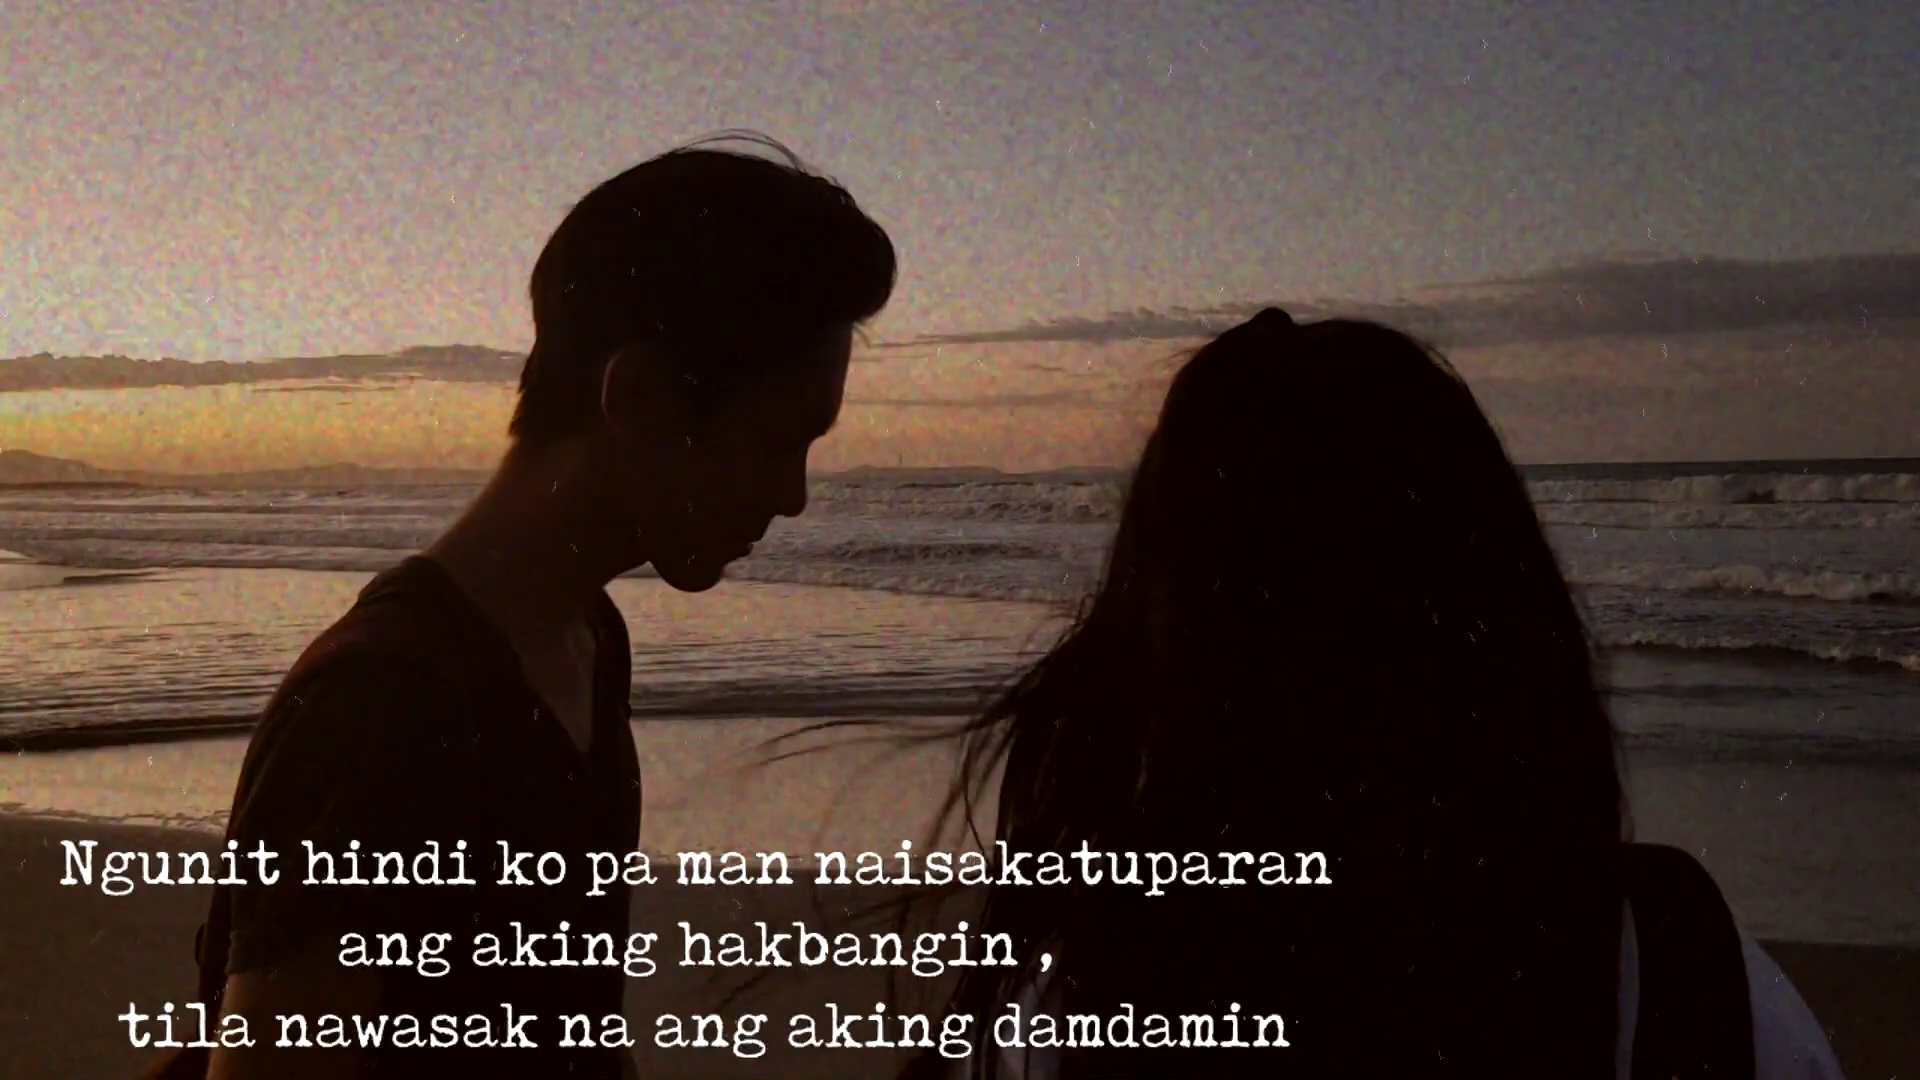 Ngunit hindi ko pa man naisakatuparan
ang aking hakbangin ,
tila nawasak na ang aking damdamin